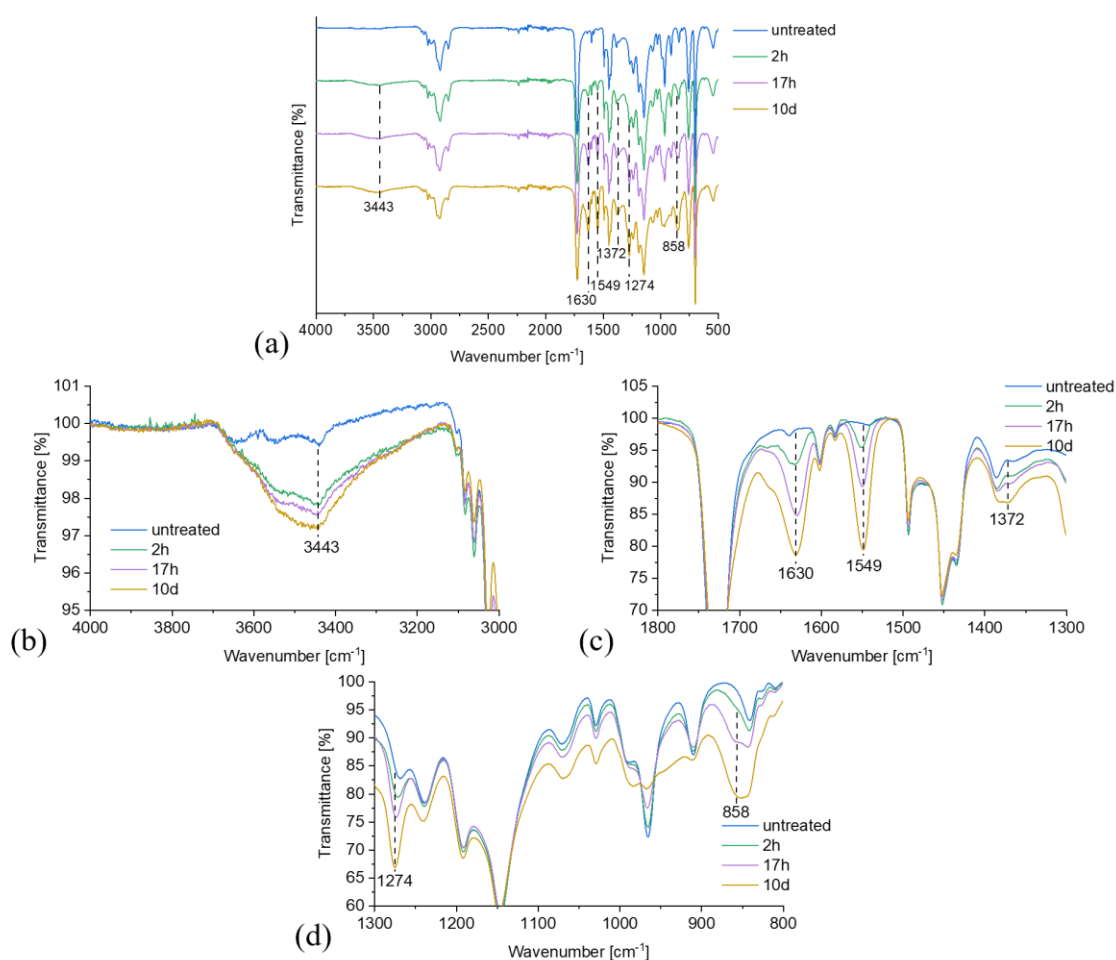 untreated
2h
17h
10d
Transmittance [%]
3443
1630
1549
1372
1274
858
4000 3500 3000 2500 2000 1500 1000 500
Wavenumber [cm⁻¹]
(a)
101
100
99
98
97
96
95
Transmittance [%]
untreated
2h
17h
10d
3443
4000 3800 3600 3400 3200 3000
Wavenumber [cm⁻¹]
(b)
105
100
95
90
85
80
75
70
Transmittance [%]
untreated
2h
17h
10d
1630
1549
1372
1800 1700 1600 1500 1400 1300
Wavenumber [cm⁻¹]
(c)
100
95
90
85
80
75
70
65
60
Transmittance [%]
1274
858
untreated
2h
17h
10d
1300 1200 1100 1000 900 800
Wavenumber [cm⁻¹]
(d)